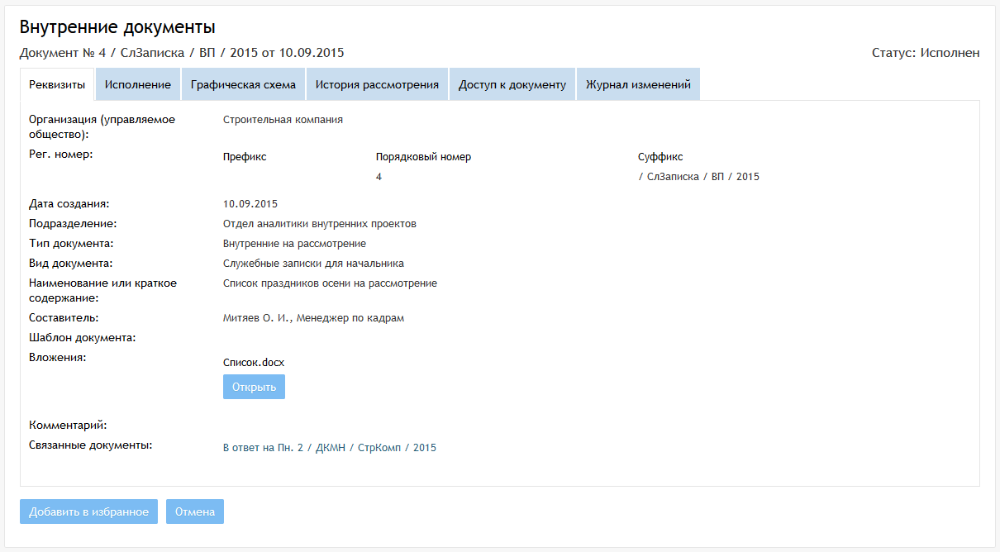 Внутренние документы
Документ № 4 / СлЗаписка / ВП / 2015 от 10.09.2015 Статус: Исполнен
Реквизиты Исполнение Графическая схема История рассмотрения Доступ к документу Журнал изменений
Организация (управляемое Строительная компания
общество):
Рег. номер: Префикс Порядковый номер Суффикс
4 / СлЗаписка / ВП / 2015
Дата создания: 10.09.2015
Подразделение: Отдел аналитики внутренних проектов
Тип документа: Внутренние на рассмотрение
Вид документа: Служебные записки для начальника
Наименование или краткое Список праздников осени на рассмотрение
содержание:
Составитель: Митяев О. И., Менеджер по кадрам
Шаблон документа:
Вложения: Список.docx
Открыть
Комментарий:
Связанные документы: В ответ на Пн. 2 / ДКМН / СтрКомп / 2015
Добавить в избранное Отмена